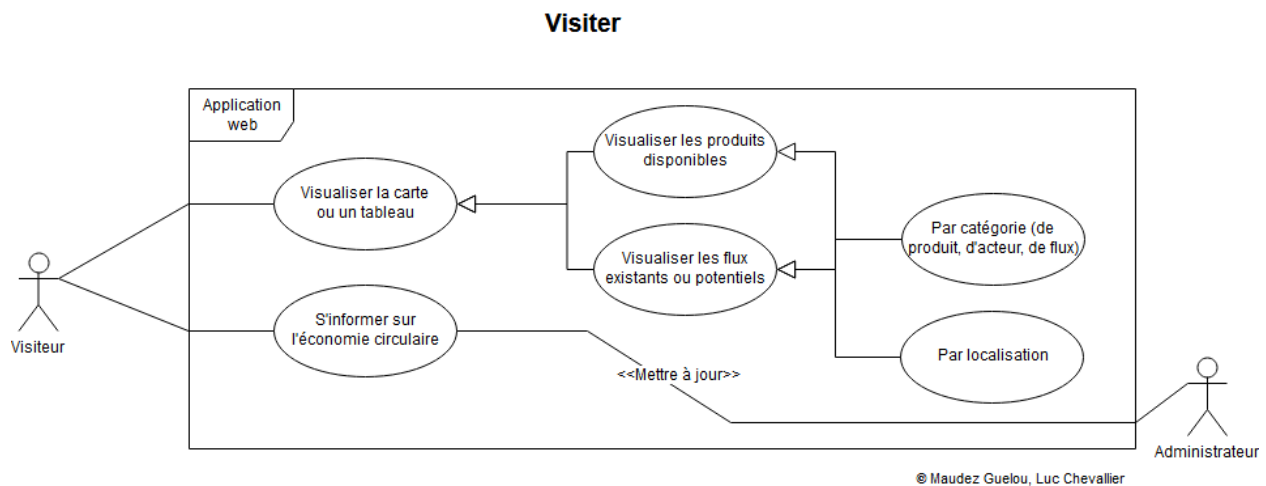 Visiter
Application
web
Visualiser les produits
disponibles
Visualiser la carte
ou un tableau
Par catégorie (de
produit, d'acteur, de flux)
Visualiser les flux
existants ou potentiels
S'informer sur
l'économie circulaire
Visiteur
Par localisation
<<Mettre à jour>>
Administrateur
© Maudez Guelou, Luc Chevallier